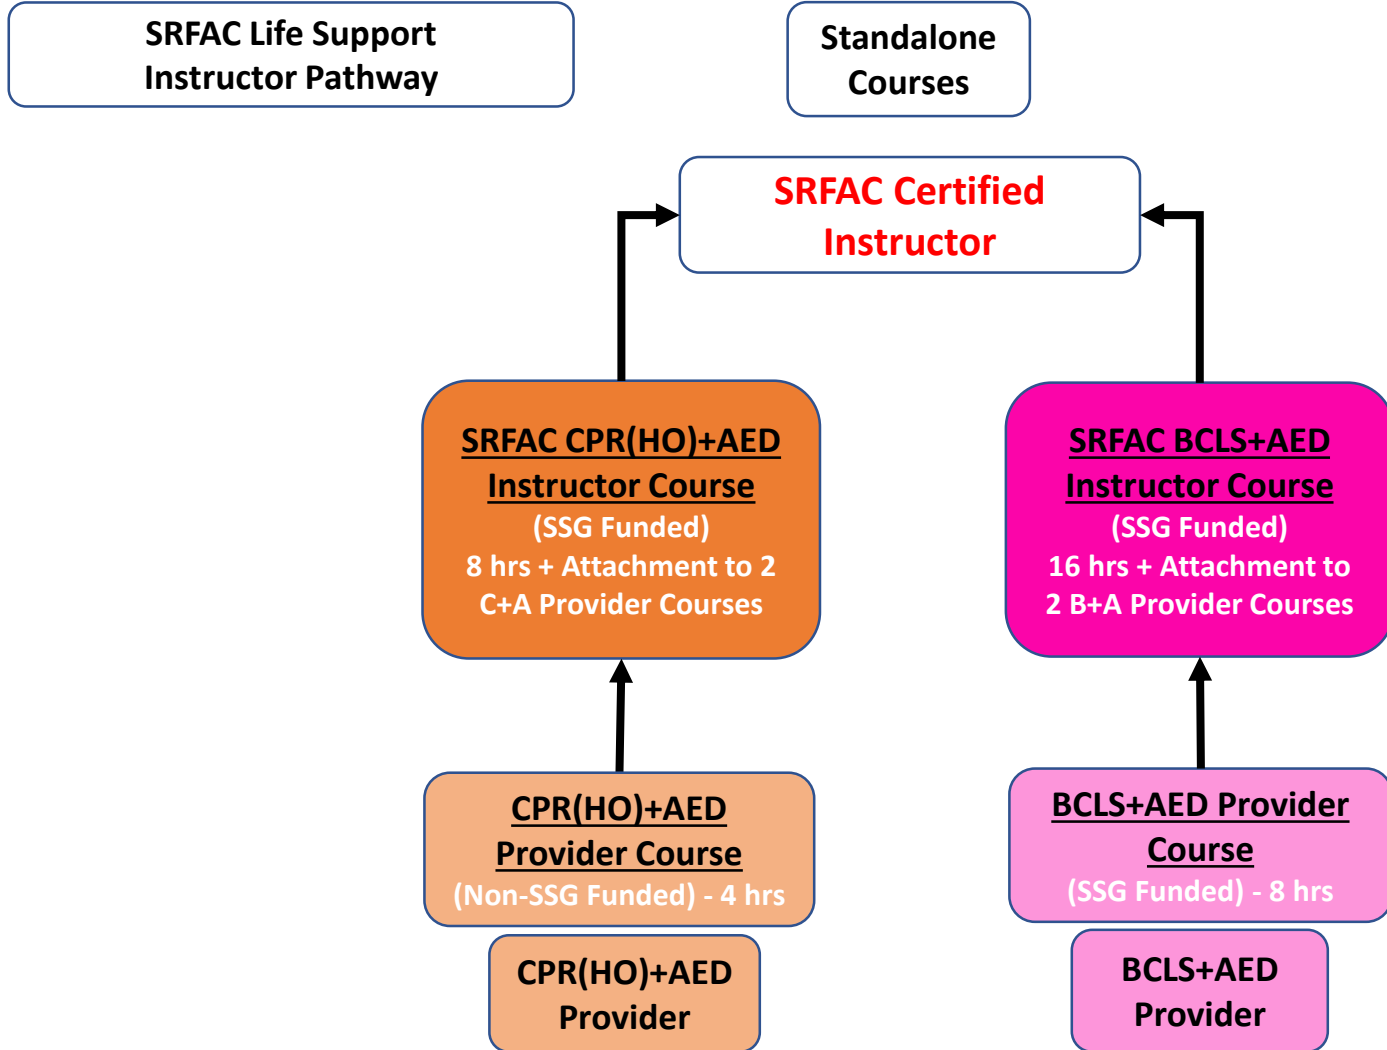 SRFAC Life Support
Instructor Pathway
Standalone
Courses
SRFAC Certified
Instructor
SRFAC CPR(HO)+AED
Instructor Course
(SSG Funded)
8 hrs + Attachment to 2
C+A Provider Courses
SRFAC BCLS+AED
Instructor Course
(SSG Funded)
16 hrs + Attachment to
2 B+A Provider Courses
CPR(HO)+AED
Provider Course
(Non-SSG Funded) - 4 hrs
BCLS+AED Provider
Course
(SSG Funded) - 8 hrs
CPR(HO)+AED
Provider
BCLS+AED
Provider